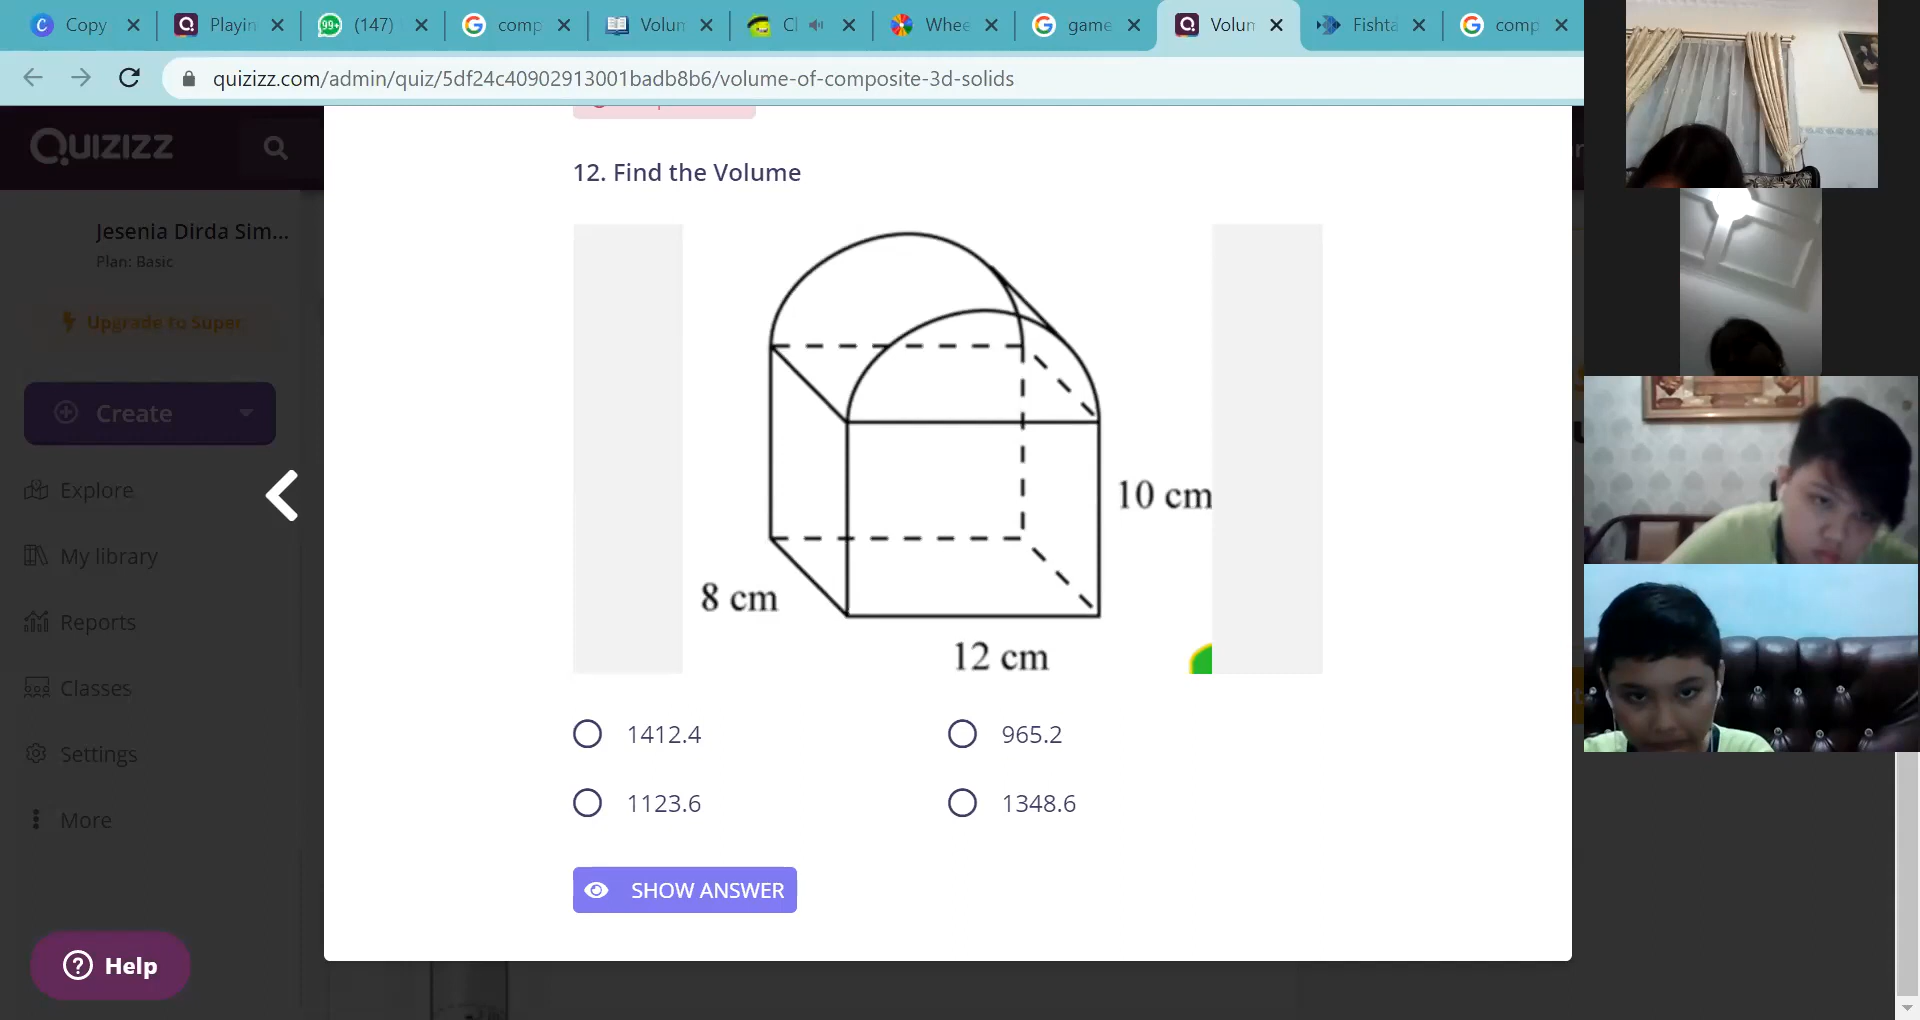 Copy
Playin
99+
(147)
comp
Volun
Cl
Whee
game
Volun
Fishta
comp
quizizz.com/admin/quiz/5df24c40902913001badb8b6/volume-of-composite-3d-solids
QUIZIZZ
12. Find the Volume
Jesenia Dirda Sim...
Plan: Basic
Upgrade to Super
Create
Explore
My library
Reports
Classes
Settings
More
Help
10 cm
8 cm
12 cm
1412.4
965.2
1123.6
1348.6
SHOW ANSWER